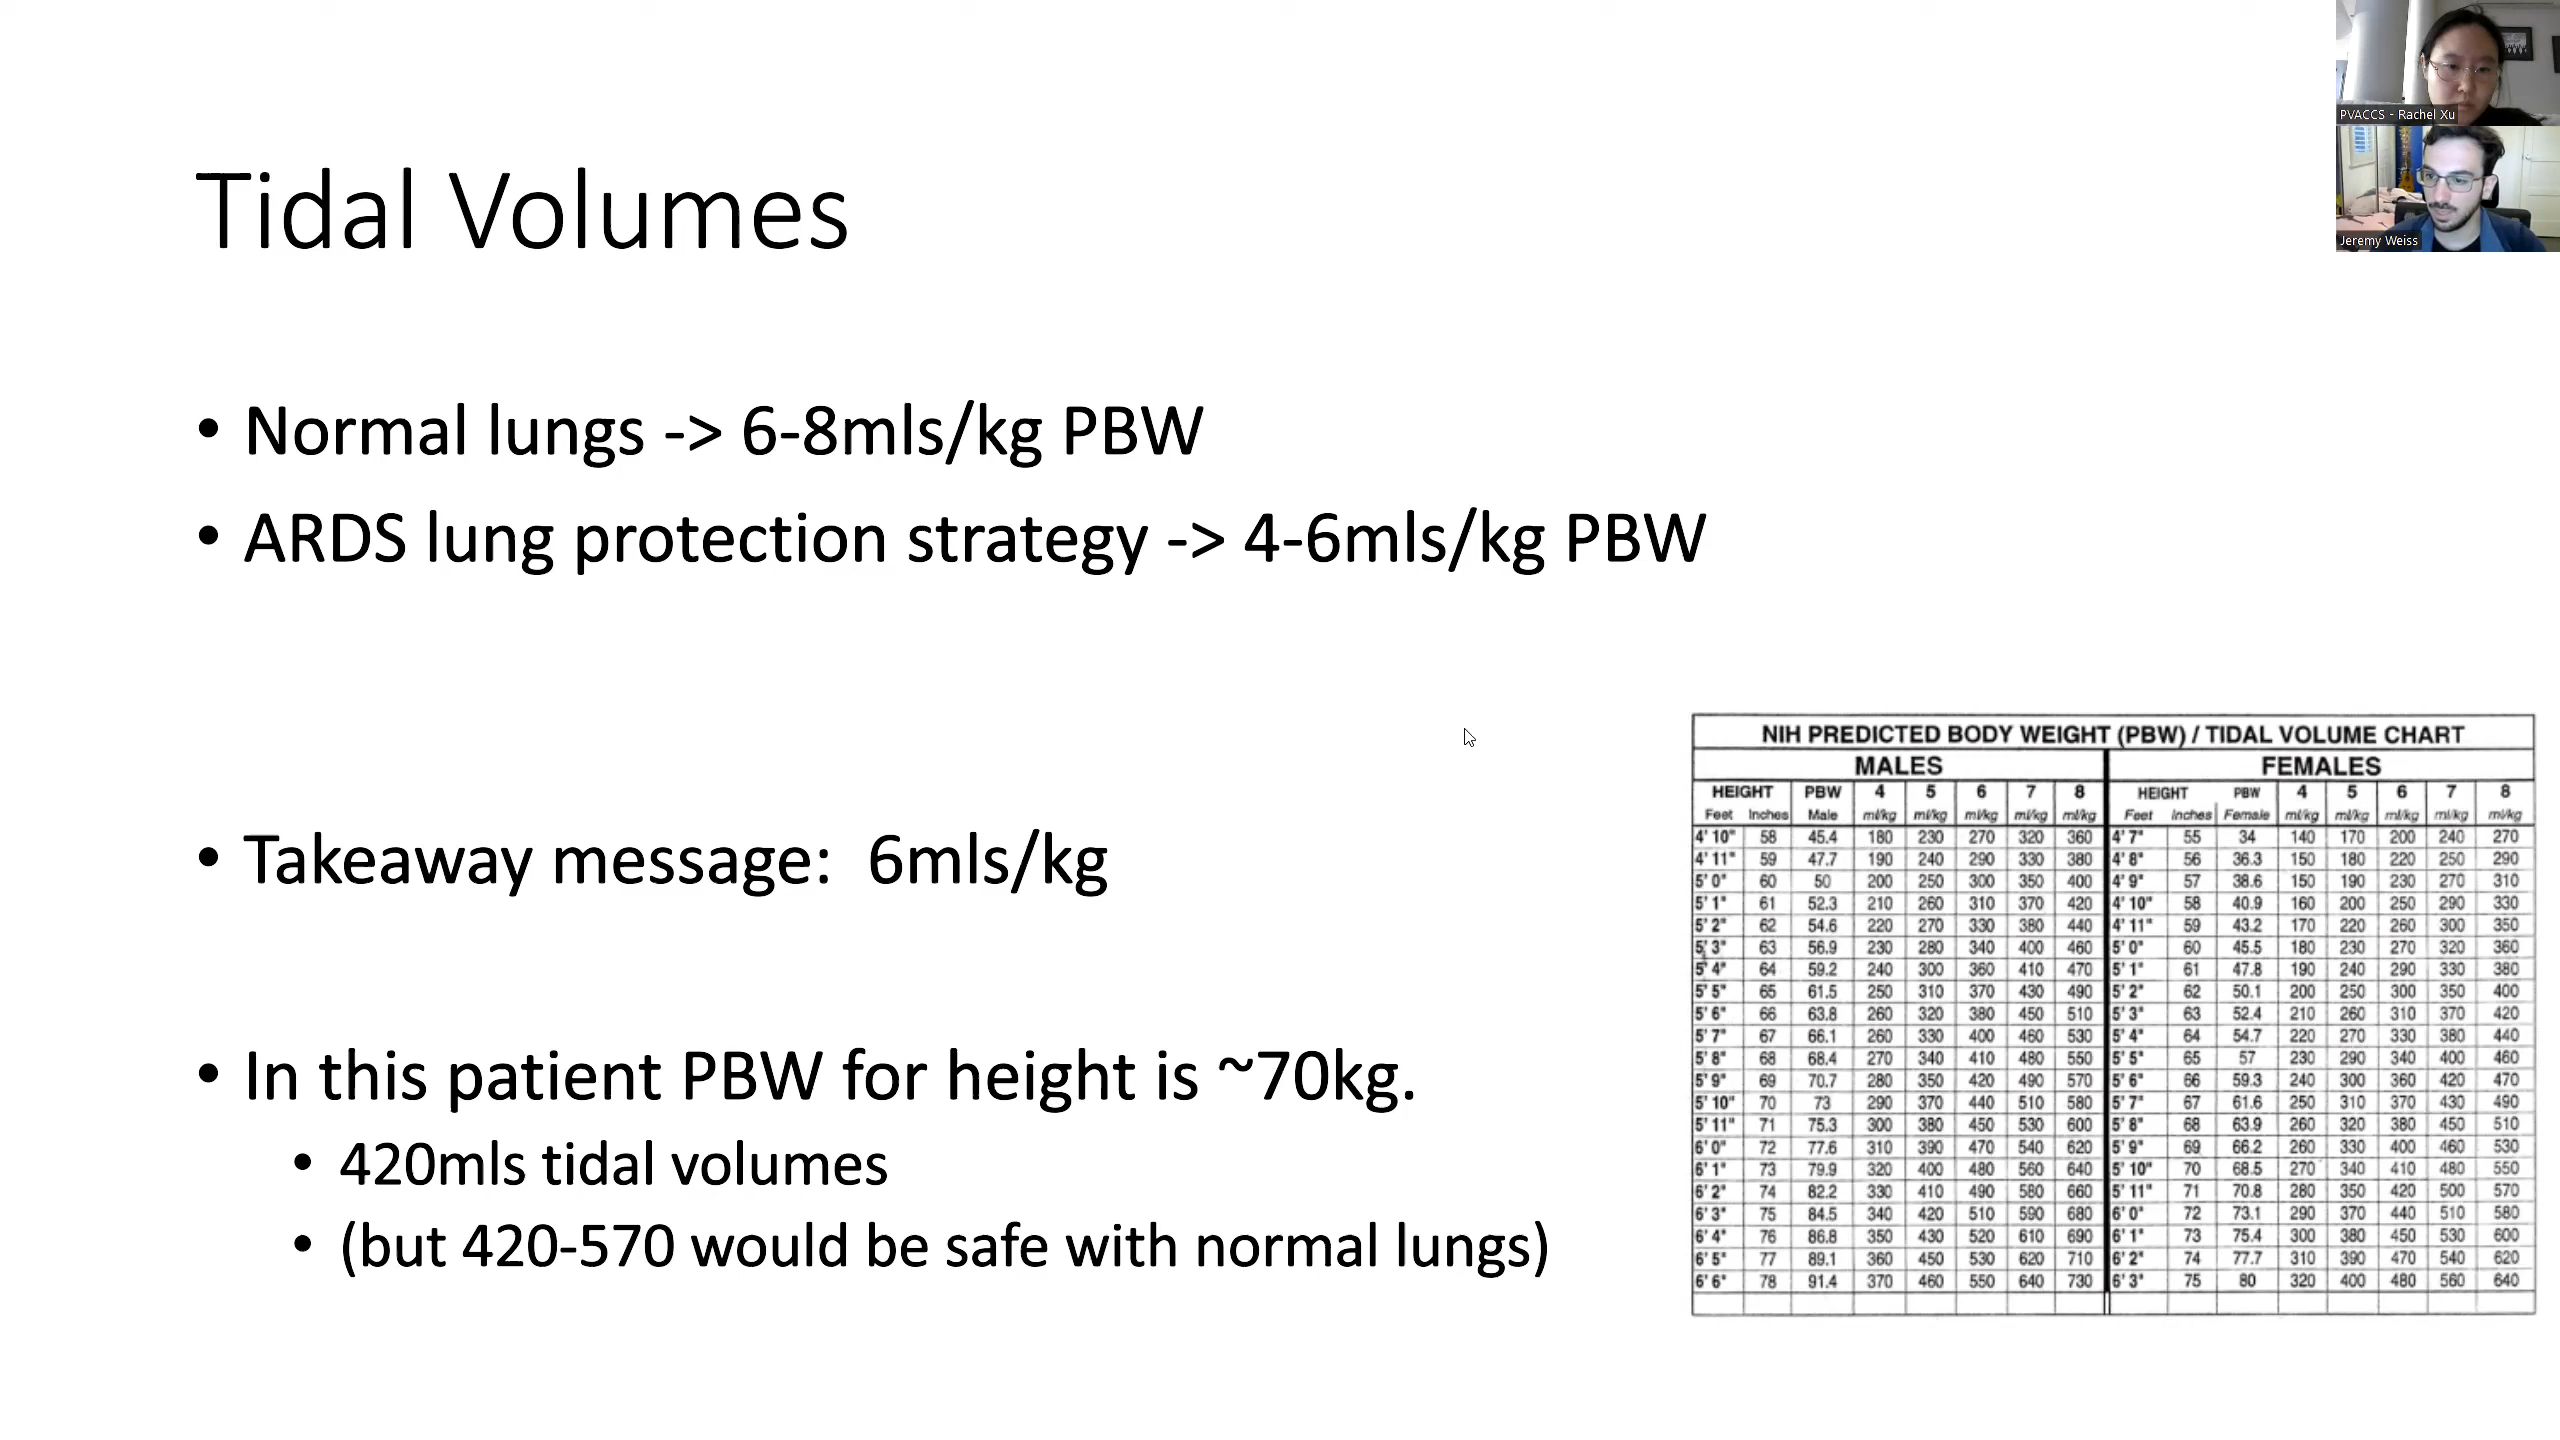 PVACCS - Rachel Xu
Jeremy Weiss
Tidal Volumes
• Normal lungs -> 6-8mls/kg PBW
• ARDS lung protection strategy -> 4-6mls/kg PBW
• Takeaway message: 6mls/kg
• In this patient PBW for height is ~70kg.
• 420mls tidal volumes
• (but 420-570 would be safe with normal lungs)
NIH PREDICTED BODY WEIGHT (PBW) / TIDAL VOLUME CHART
MALES FEMALES
HEIGHT PBW 4 5 6 7 8 HEIGHT PBW 4 5 6 7 8
Feet Inches Male ml/kg ml/kg ml/kg ml/kg ml/kg Feet Inches Female ml/kg ml/kg ml/kg ml/kg ml/kg
4' 10" 58 45.4 180 230 270 320 360 4' 7" 55 34 140 170 200 240 270
4' 11" 59 47.7 190 240 290 330 380 4' 8" 56 36.3 150 180 220 250 290
5' 0" 60 50 200 250 300 350 400 4' 9" 57 38.6 150 190 230 270 310
5' 1" 61 52.3 210 260 310 370 420 4' 10" 58 40.9 160 200 250 290 330
5' 2" 62 54.6 220 270 330 380 440 4' 11" 59 43.2 170 220 260 300 350
5' 3" 63 56.9 230 280 340 400 460 5' 0" 60 45.5 180 230 270 320 360
5' 4" 64 59.2 240 300 360 410 470 5' 1" 61 47.8 190 240 290 330 380
5' 5" 65 61.5 250 310 370 430 490 5' 2" 62 50.1 200 250 300 350 400
5' 6" 66 63.8 260 320 380 450 510 5' 3" 63 52.4 210 260 310 370 420
5' 7" 67 66.1 260 330 400 460 530 5' 4" 64 54.7 220 270 330 380 440
5' 8" 68 68.4 270 340 410 480 550 5' 5" 65 57 230 290 340 400 460
5' 9" 69 70.7 280 350 420 490 570 5' 6" 66 59.3 240 300 360 420 470
5' 10" 70 73 290 370 440 510 580 5' 7" 67 61.6 250 310 370 430 490
5' 11" 71 75.3 300 380 450 530 600 5' 8" 68 63.9 260 320 380 450 510
6' 0" 72 77.6 310 390 470 540 620 5' 9" 69 66.2 260 330 400 460 530
6' 1" 73 79.9 320 400 480 560 640 5' 10" 70 68.5 270 340 410 480 550
6' 2" 74 82.2 330 410 490 580 660 5' 11" 71 70.8 280 350 420 500 570
6' 3" 75 84.5 340 420 510 590 680 6' 0" 72 73.1 290 370 440 510 580
6' 4" 76 86.8 350 430 520 610 690 6' 1" 73 75.4 300 380 450 530 600
6' 5" 77 89.1 360 450 530 620 710 6' 2" 74 77.7 310 390 470 540 620
6' 6" 78 91.4 370 460 550 640 730 6' 3" 75 80 320 400 480 560 640